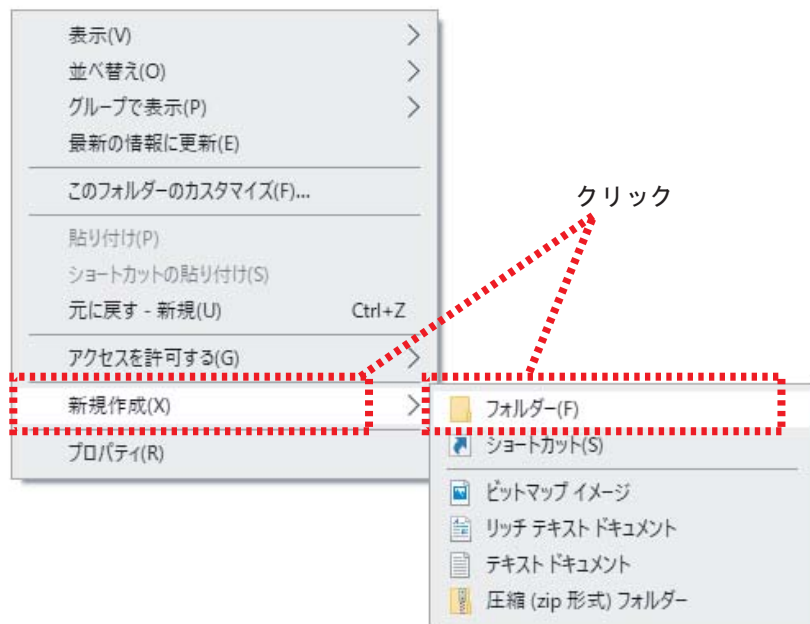 表示(V)
並べ替え(O)
グループで表示(P)
最新の情報に更新(E)
このフォルダーのカスタマイズ(F)...
クリック
貼り付け(P)
ショートカットの貼り付け(S)
元に戻す - 新規(U) Ctrl+Z
アクセスを許可する(G)
新規作成(X)
プロパティ(R)
フォルダー(F)
ショートカット(S)
ビットマップ イメージ
リッチ テキスト ドキュメント
テキスト ドキュメント
圧縮 (zip 形式) フォルダー